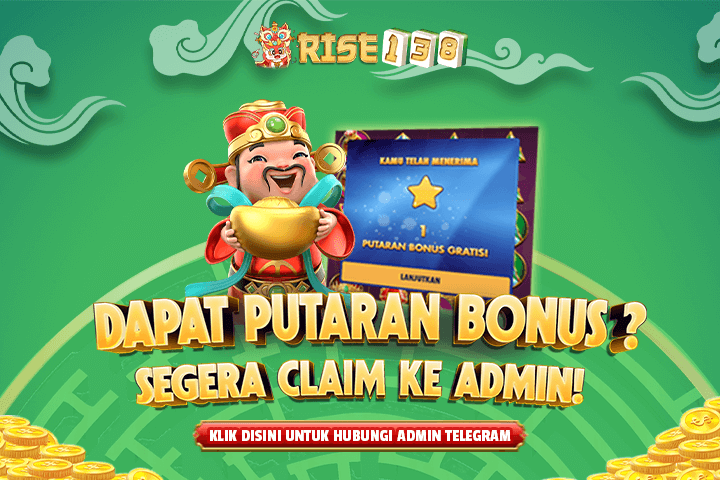 RISE138
KAMU TELAH MENERIMA
1
PUTARAN BONUS GRATIS!
LANJUTKAN
DAPAT PUTARAN BONUS ?
SEGERA CLAIM KE ADMIN!
KLIK DISINI UNTUK HUBUNGI ADMIN TELEGRAM